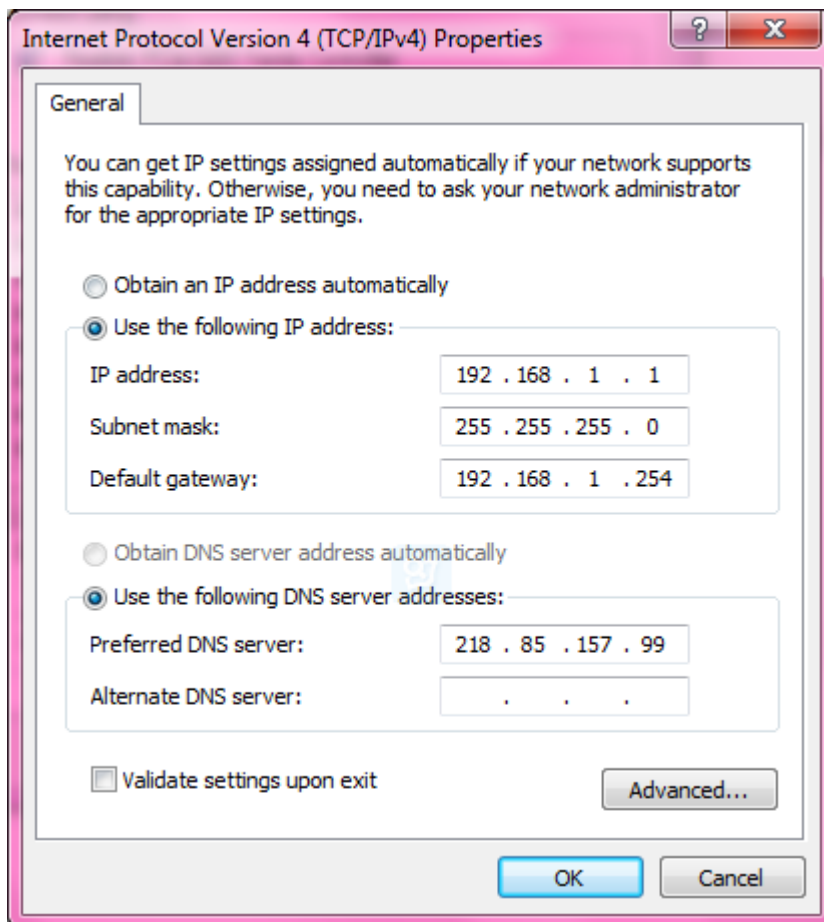 Internet Protocol Version 4 (TCP/IPv4) Properties
General
You can get IP settings assigned automatically if your network supports
this capability. Otherwise, you need to ask your network administrator
for the appropriate IP settings.
Obtain an IP address automatically
Use the following IP address:
IP address: 192 . 168 . 1 . 1
Subnet mask: 255 . 255 . 255 . 0
Default gateway: 192 . 168 . 1 . 254
Obtain DNS server address automatically
Use the following DNS server addresses:
Preferred DNS server: 218 . 85 . 157 . 99
Alternate DNS server: . . .
Validate settings upon exit
Advanced...
OK Cancel